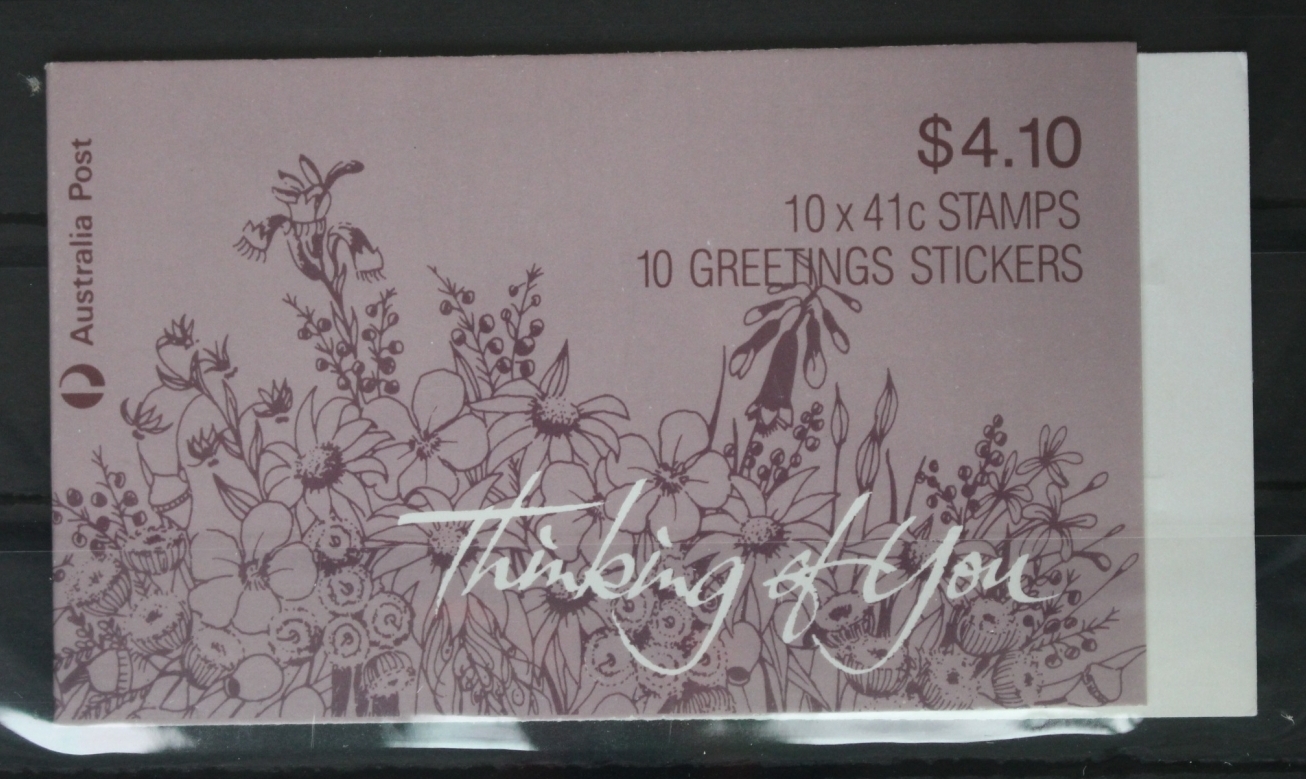 Australia Post
$4.10
10 x 41c STAMPS
10 GREETINGS STICKERS
Thinking of You